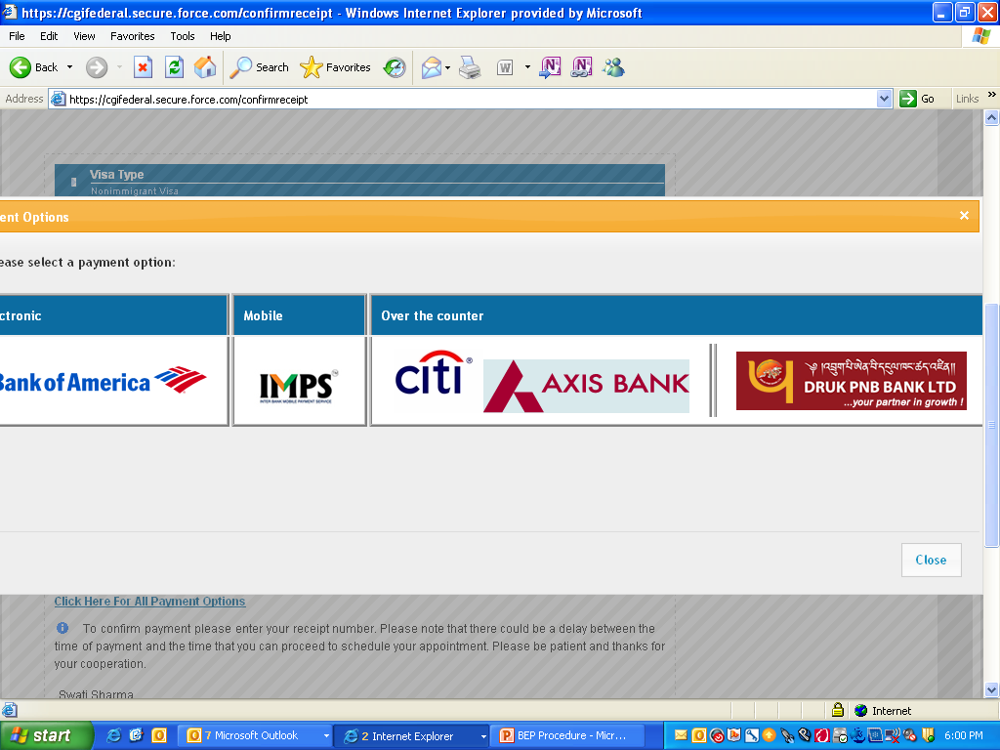 https://cgifederal.secure.force.com/confirmreceipt - Windows Internet Explorer provided by Microsoft
File Edit View Favorites Tools Help
Back Search Favorites
Address https://cgifederal.secure.force.com/confirmreceipt Go Links »
Visa Type
Nonimmigrant Visa
ent Options
ease select a payment option:
ctronic Mobile Over the counter
Bank of America
IMPS
INTER BANK MOBILE PAYMENT SERVICE
citi
AXIS BANK
DRUK PNB BANK LTD
...your partner in growth !
Close
Click Here For All Payment Options
To confirm payment please enter your receipt number. Please note that there could be a delay between the
time of payment and the time that you can proceed to schedule your appointment. Please be patient and thanks for
your cooperation.
Swati Sharma
Internet
start 7 Microsoft Outlook 2 Internet Explorer BEP Procedure - Micr... 6:00 PM